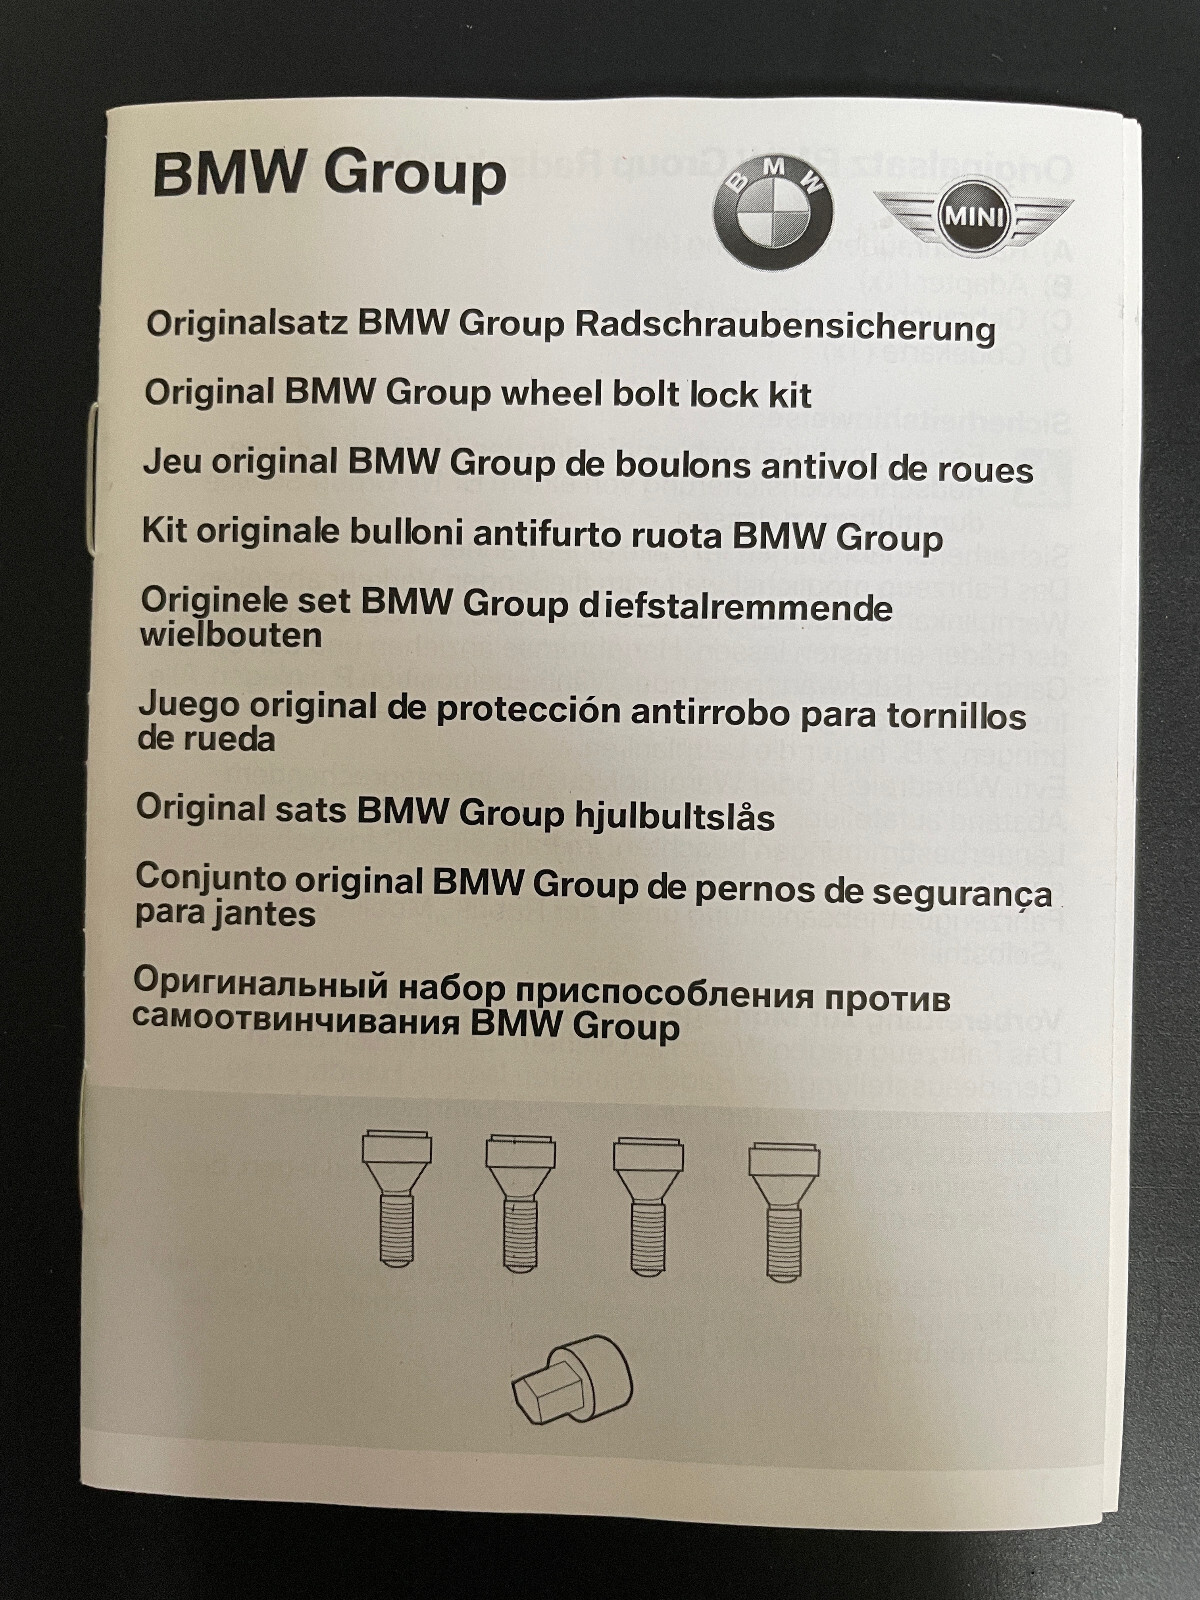 BMW Group
BMW
MINI
Originalsatz BMW Group Radschraubensicherung
Original BMW Group wheel bolt lock kit
Jeu original BMW Group de boulons antivol de roues
Kit originale bulloni antifurto ruota BMW Group
Originele set BMW Group diefstalremmende
wielbouten
Juego original de protección antirrobo para tornillos
de rueda
Original sats BMW Group hjulbultslås
Conjunto original BMW Group de pernos de segurança
para jantes
Оригинальный набор приспособления против
самоотвинчивания BMW Group